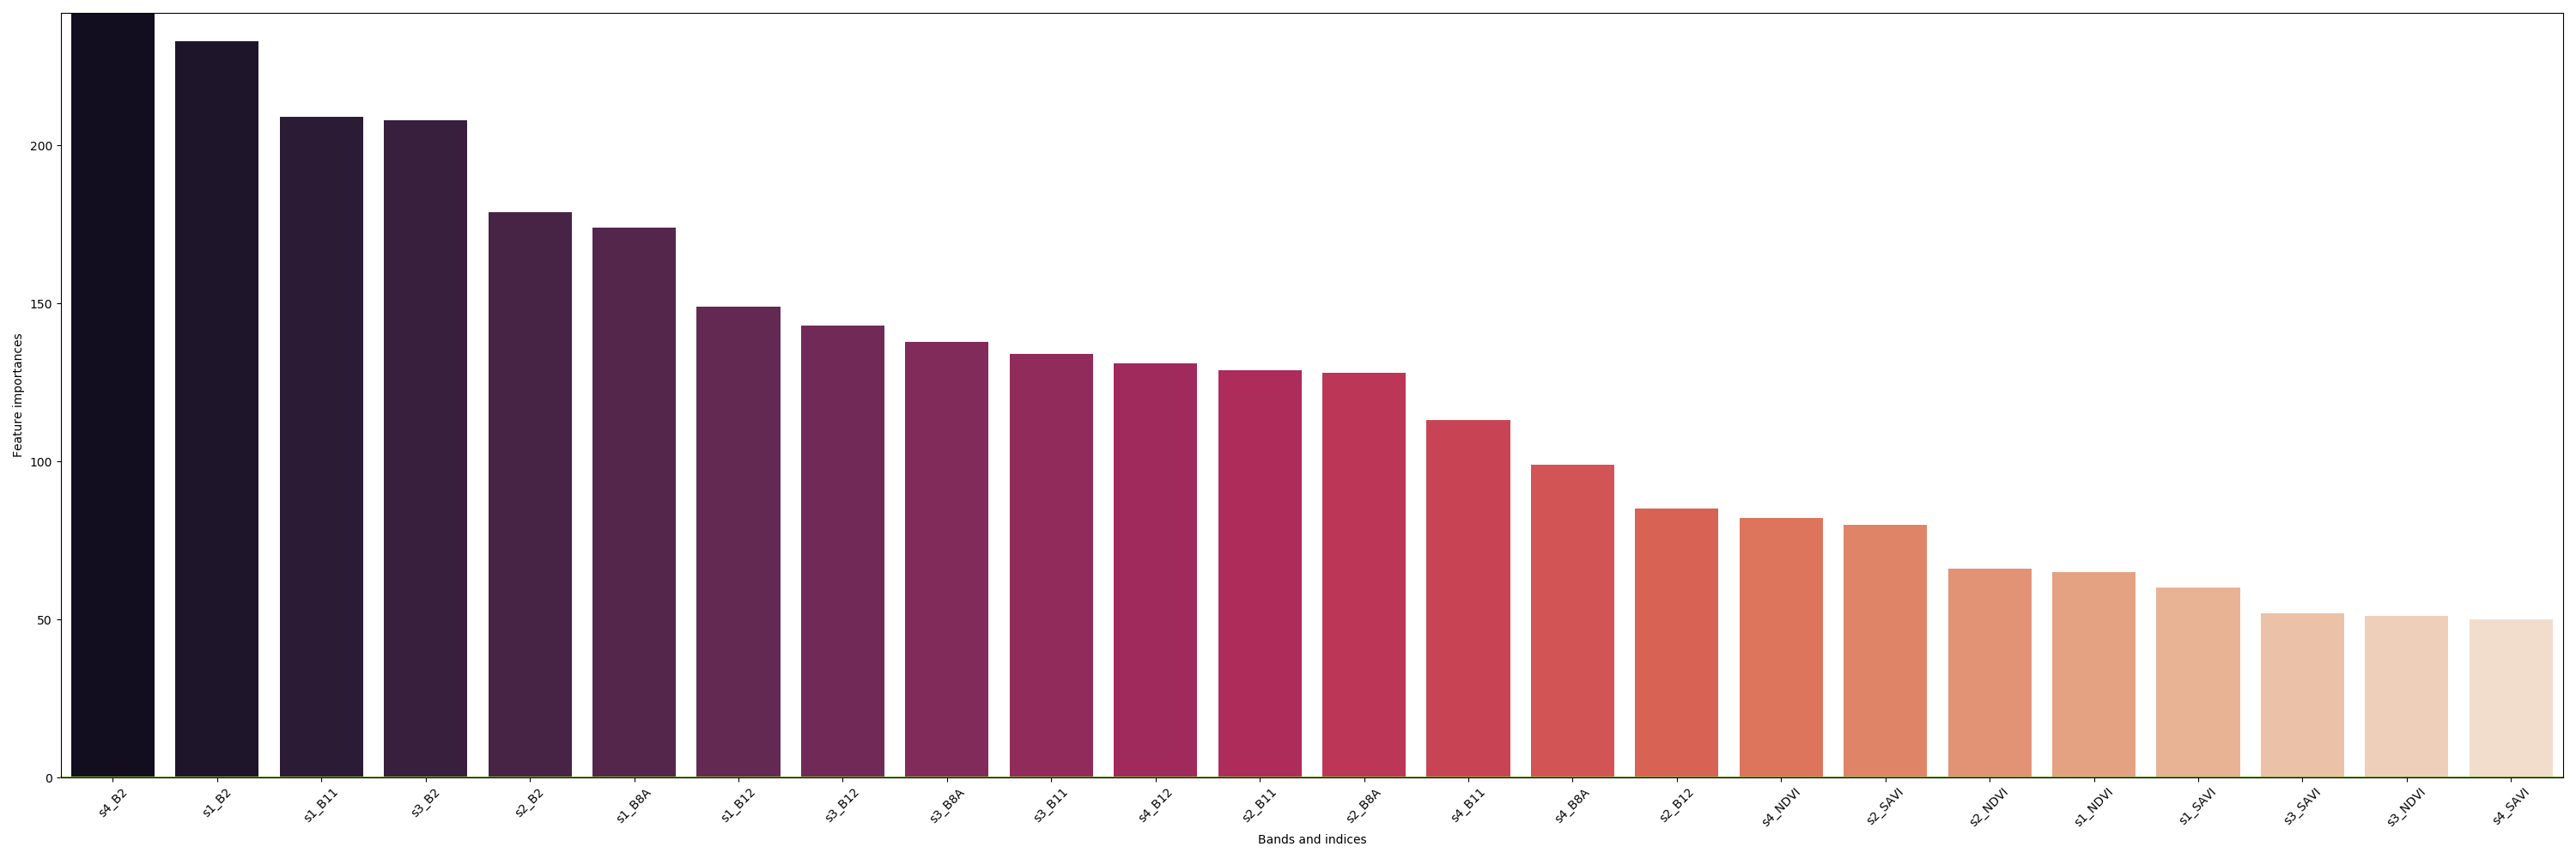 Feature importances
200
150
100
50
0
s4_B2
s1_B2
s1_B11
s3_B2
s2_B2
s1_B8A
s1_B12
s3_B12
s3_B8A
s3_B11
s4_B12
s2_B11
s2_B8A
s4_B11
s4_B8A
s2_B12
s4_NDVI
s2_SAVI
s2_NDVI
s1_NDVI
s1_SAVI
s3_SAVI
s3_NDVI
s4_SAVI
Bands and indices